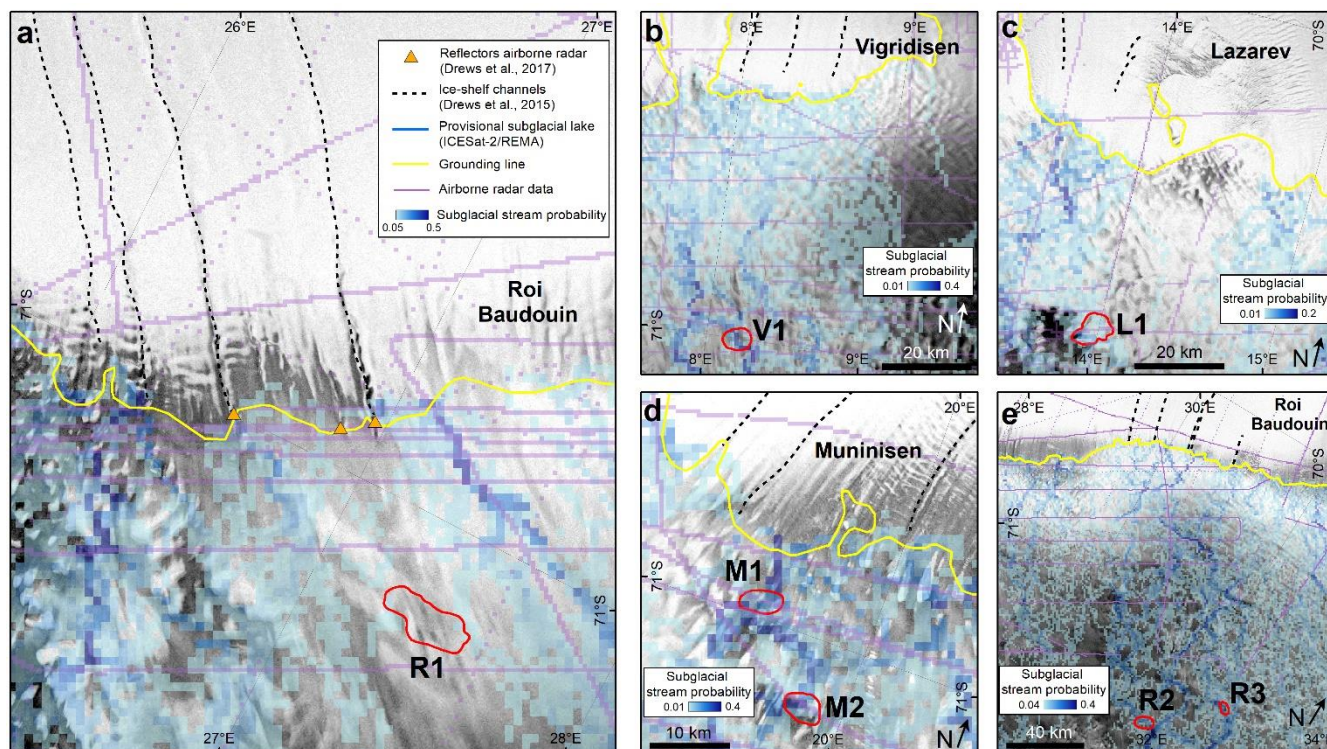 a
26°E
27°E
Reflectors airborne radar
(Drews et al., 2017)
Ice-shelf channels
(Drews et al., 2015)
Provisional subglacial lake
(ICESat-2/REMA)
Grounding line
Airborne radar data
Subglacial stream probability
0.05 0.5
71°S
Roi
Baudouin
71°S
R1
27°E
28°E
b
8°E
9°E
Vigridisen
Subglacial
stream probability
0.01 0.4
N
71°S
V1
8°E
9°E
20 km
c
14°E
70°S
Lazarev
Subglacial
stream probability
0.01 0.2
L1
14°E
20 km
15°E
N
d
20°E
Muninisen
71°S
M1
Subglacial
stream probability
0.01 0.4
M2
71°S
10 km
20°E
N
e
28°E
30°E
Roi
Baudouin
70°S
71°S
Subglacial
stream probability
0.04 0.4
R2
R3
N
40 km
32°E
34°E